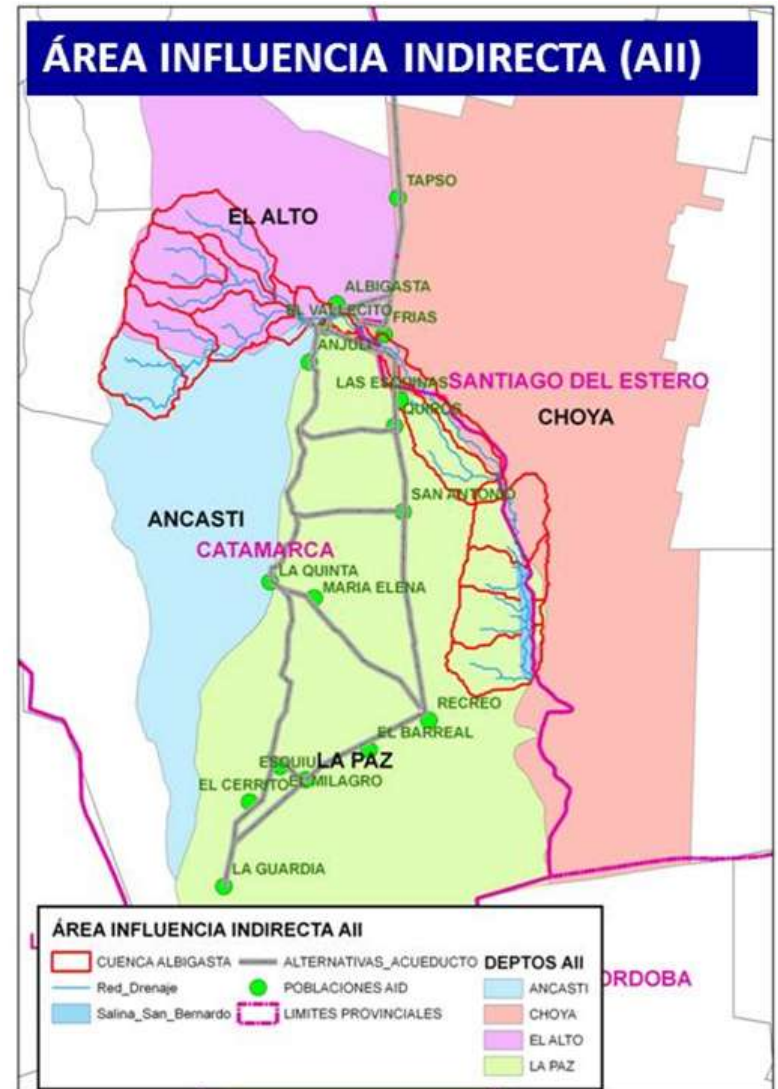 ÁREA INFLUENCIA INDIRECTA (AII)
TAPSO
EL ALTO
ALBIGASTA
EL VALLECITO
FRIAS
ANJULI
LAS ESQUINAS
SANTIAGO DEL ESTERO
QUIROS
CHOYA
SAN ANTONIO
ANCASTI
CATAMARCA
LA QUINTA
MARIA ELENA
RECREO
EL BARREAL
ESQUIU
LA PAZ
EL MILAGRO
EL CERRITO
LA GUARDIA
ÁREA INFLUENCIA INDIRECTA AII
CUENCA ALBIGASTA
ALTERNATIVAS_ACUEDUCTO
DEPTOS AII
Red_Drenaje
POBLACIONES AID
ANCASTI
ORDOBA
Salina_San_Bernardo
LIMITES PROVINCIALES
CHOYA
EL ALTO
LA PAZ